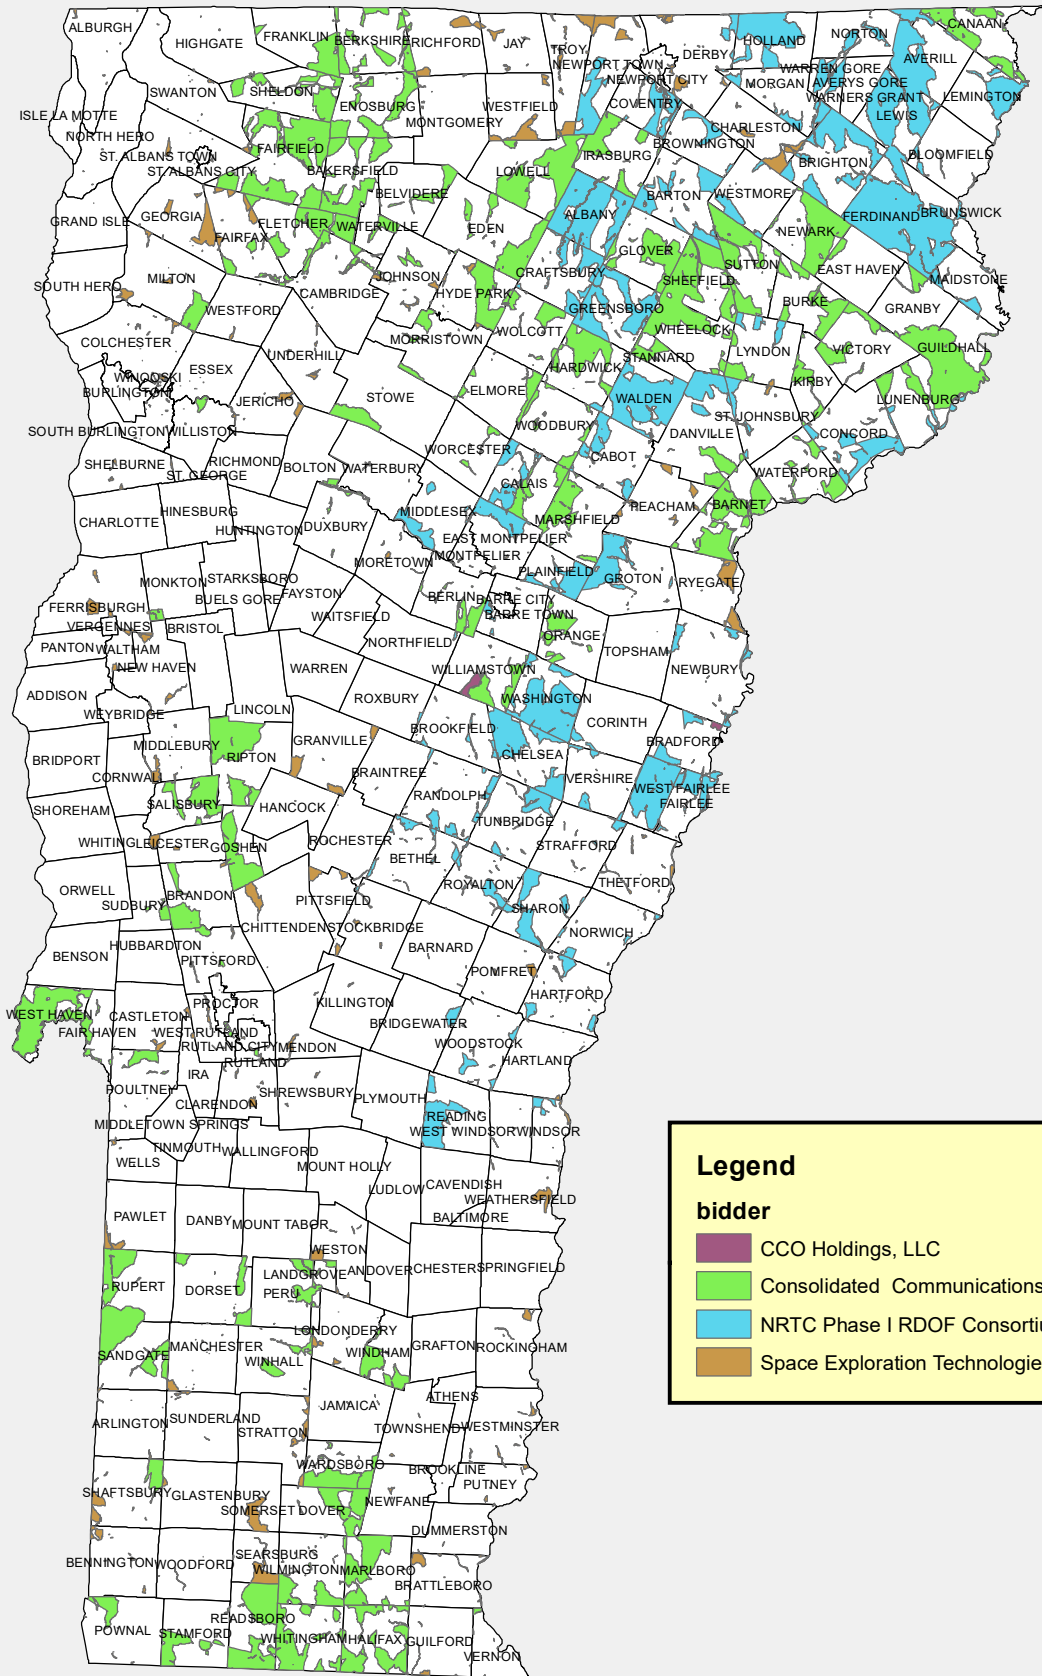 ALBURGH
HIGHGATE
FRANKLIN
BERKSHIRE
RICHFORD
JAY
TROY
NEWPORT TOWN
DERBY
HOLLAND
NORTON
CANAAN
AVERILL
WARREN GORE
AVERYS GORE
NEWPORT CITY
MORGAN
WARNERS GRANT
LEMINGTON
LEWIS
SWANTON
SHELDON
ENOSBURG
WESTFIELD
COVENTRY
MONTGOMERY
CHARLESTON
BROWNINGTON
ISLE LA MOTTE
NORTH HERO
ST. ALBANS TOWN
ST. ALBANS CITY
FAIRFIELD
BAKERSFIELD
IRASBURG
LOWELL
BRIGHTON
BLOOMFIELD
BELVIDERE
BARTON
WESTMORE
GRAND ISLE
GEORGIA
FAIRFAX
FLETCHER
WATERVILLE
EDEN
ALBANY
NEWARK
FERDINAND
BRUNSWICK
GLOVER
SUTTON
EAST HAVEN
SHEFFIELD
MAIDSTONE
SOUTH HERO
MILTON
CAMBRIDGE
JOHNSON
HYDE PARK
CRAFTSBURY
GREENSBORO
BURKE
GRANBY
WESTFORD
WOLCOTT
WHEELOCK
COLCHESTER
UNDERHILL
MORRISTOWN
STANNARD
LYNDON
VICTORY
GUILDHALL
ESSEX
HARDWICK
KIRBY
WINOOSKI
BURLINGTON
JERICHO
STOWE
ELMORE
WALDEN
LUNENBURG
ST. JOHNSBURY
SOUTH BURLINGTON
WILLISTON
WOODBURY
DANVILLE
CONCORD
SHELBURNE
RICHMOND
ST. GEORGE
BOLTON
WATERBURY
WORCESTER
CABOT
WATERFORD
CALAIS
PEACHAM
BARNET
CHARLOTTE
HINESBURG
HUNTINGTON
DUXBURY
MIDDLESEX
MARSHFIELD
EAST MONTPELIER
MONTPELIER
MORETOWN
PLAINFIELD
GROTON
RYEGATE
MONKTON
STARKSBORO
BUELS GORE
FAYSTON
BERLIN
BARRE CITY
BARRE TOWN
FERRISBURGH
VERGENNES
BRISTOL
WAITSFIELD
NORTHFIELD
ORANGE
TOPSHAM
PANTON
WALTHAM
NEW HAVEN
WARREN
WILLIAMSTOWN
NEWBURY
ADDISON
WEYBRIDGE
LINCOLN
ROXBURY
WASHINGTON
CORINTH
BRIDPORT
MIDDLEBURY
RIPTON
GRANVILLE
BROOKFIELD
CHELSEA
BRADFORD
CORNWALL
BRAINTREE
VERSHIRE
WEST FAIRLEE
FAIRLEE
SHOREHAM
SALISBURY
HANCOCK
RANDOLPH
TUNBRIDGE
WHITING
LEICESTER
GOSHEN
ROCHESTER
STRAFFORD
BETHEL
ORWELL
SUDBURY
BRANDON
PITTSFIELD
ROYALTON
THETFORD
SHARON
CHITTENDEN
STOCKBRIDGE
NORWICH
BENSON
HUBBARDTON
PITTSFORD
BARNARD
POMFRET
HARTFORD
WEST HAVEN
FAIR HAVEN
CASTLETON
PROCTOR
WEST RUTLAND
RUTLAND CITY
RUTLAND
MENDON
KILLINGTON
BRIDGEWATER
WOODSTOCK
HARTLAND
POULTNEY
IRA
CLARENDON
SHREWSBURY
PLYMOUTH
READING
WEST WINDSOR
WINDSOR
MIDDLETOWN SPRINGS
TINMOUTH
WALLINGFORD
WELLS
MOUNT HOLLY
LUDLOW
CAVENDISH
WEATHERSFIELD
BALTIMORE
PAWLET
DANBY
MOUNT TABOR
WESTON
ANDOVER
CHESTER
SPRINGFIELD
RUPERT
DORSET
LANDGROVE
PERU
LONDONDERRY
SANDGATE
MANCHESTER
WINHALL
WINDHAM
GRAFTON
ROCKINGHAM
ARLINGTON
SUNDERLAND
STRATTON
JAMAICA
ATHENS
TOWNSHEND
WESTMINSTER
WARDSBORO
BROOKLINE
PUTNEY
SHAFTSBURY
GLASTENBURY
SOMERSET
DOVER
NEWFANE
DUMMERSTON
BENNINGTON
WOODFORD
SEARSBURG
WILMINGTON
MARLBORO
BRATTLEBORO
POWNAL
STAMFORD
READSBORO
WHITINGHAM
HALIFAX
GUILFORD
VERNON
Legend
bidder
CCO Holdings, LLC
Consolidated Communications
NRTC Phase I RDOF Consortiu
Space Exploration Technologie